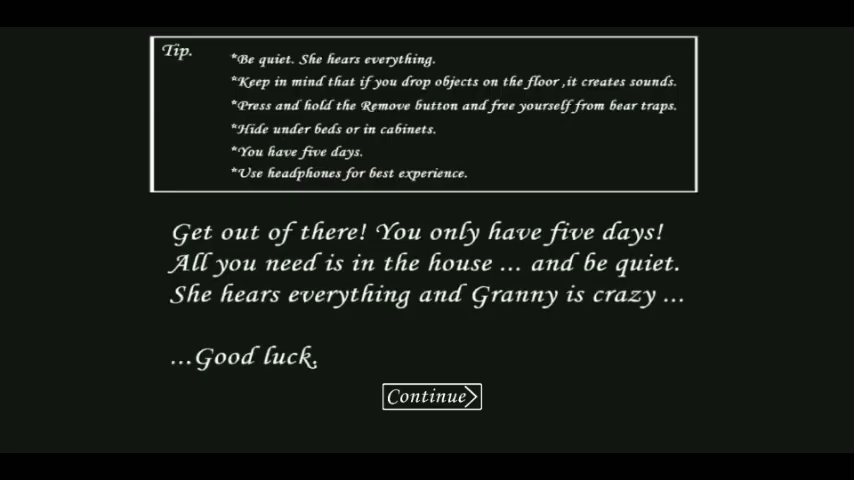 Tip.
*Be quiet. She hears everything.
*Keep in mind that if you drop objects on the floor ,it creates sounds.
*Press and hold the Remove button and free yourself from bear traps.
*Hide under beds or in cabinets.
*You have five days.
*Use headphones for best experience.
Get out of there! You only have five days!
All you need is in the house ... and be quiet.
She hears everything and Granny is crazy ...
...Good luck.
Continue>